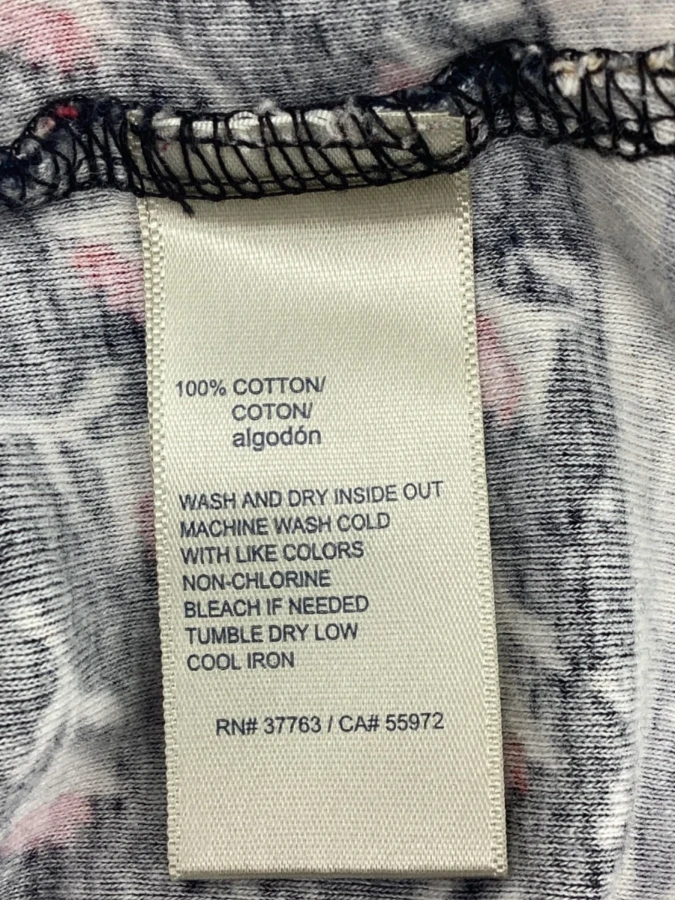 100% COTTON/
COTON/
algodón
WASH AND DRY INSIDE OUT
MACHINE WASH COLD
WITH LIKE COLORS
NON-CHLORINE
BLEACH IF NEEDED
TUMBLE DRY LOW
COOL IRON
RN# 37763 / CA# 55972